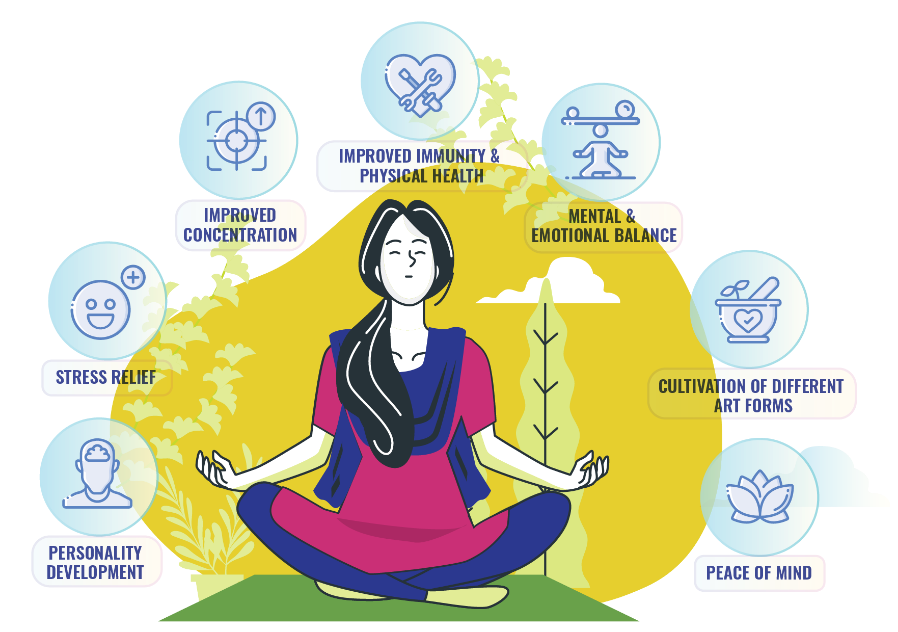 IMPROVED IMMUNITY &
PHYSICAL HEALTH
IMPROVED
CONCENTRATION
MENTAL &
EMOTIONAL BALANCE
STRESS RELIEF
CULTIVATION OF DIFFERENT
ART FORMS
PERSONALITY
DEVELOPMENT
PEACE OF MIND